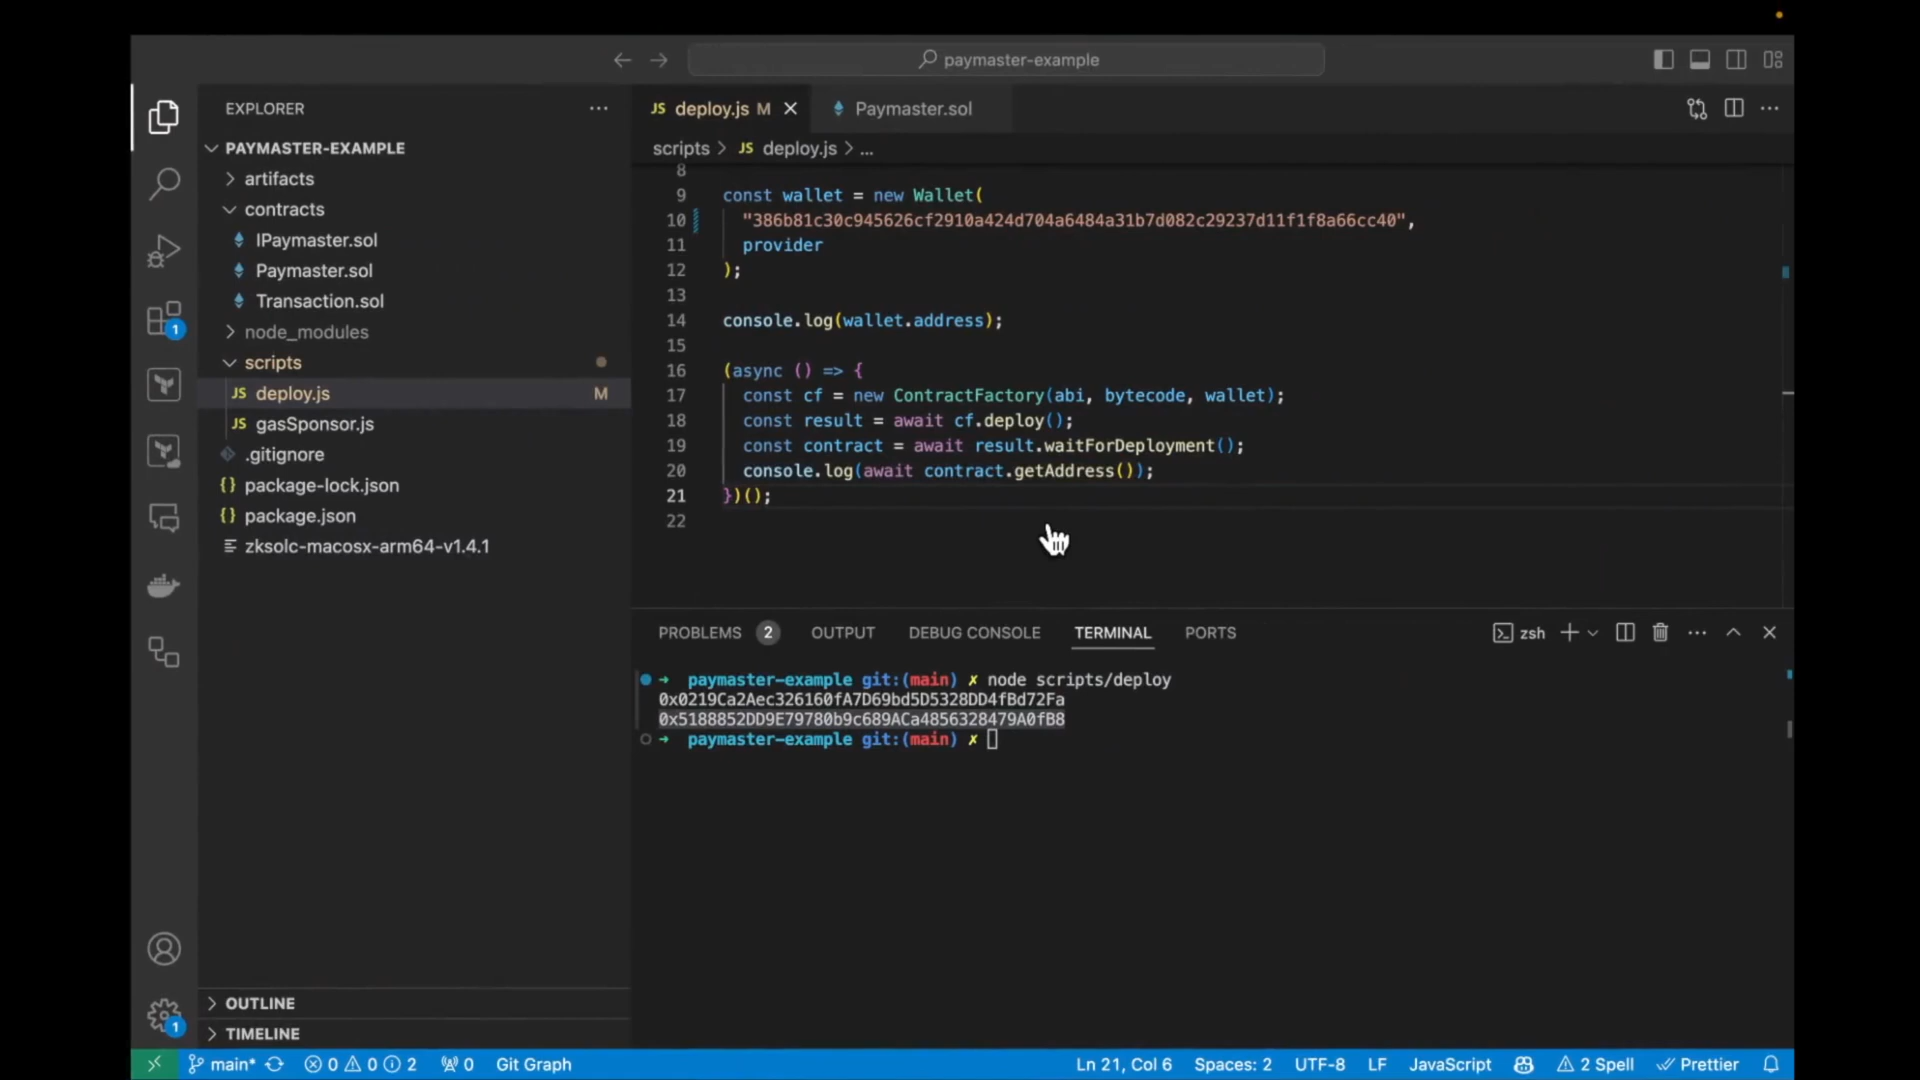 paymaster-example
EXPLORER
PAYMASTER-EXAMPLE
artifacts
contracts
IPaymaster.sol
Paymaster.sol
Transaction.sol
node_modules
scripts
JS deploy.js M
JS gasSponsor.js
.gitignore
{} package-lock.json
{} package.json
zksolc-macosx-arm64-v1.4.1
OUTLINE
TIMELINE
1
1
JS deploy.js M
Paymaster.sol
scripts > JS deploy.js > ...
8
9 const wallet = new Wallet(
10 "386b81c30c945626cf2910a424d704a6484a31b7d082c29237d11f1f8a66cc40",
11 provider
12 );
13
14 console.log(wallet.address);
15
16 (async () => {
17 const cf = new ContractFactory(abi, bytecode, wallet);
18 const result = await cf.deploy();
19 const contract = await result.waitForDeployment();
20 console.log(await contract.getAddress());
21 })();
22
PROBLEMS 2 OUTPUT DEBUG CONSOLE TERMINAL PORTS zsh
➜ paymaster-example git:(main) ✗ node scripts/deploy
0x0219Ca2Aec326160fA7D69bd5D5328DD4fBd72Fa
0x5188852DD9E79780b9c689ACa4856328479A0fB8
➜ paymaster-example git:(main) ✗
main* 0 0 2 0 Git Graph Ln 21, Col 6 Spaces: 2 UTF-8 LF JavaScript 2 Spell Prettier